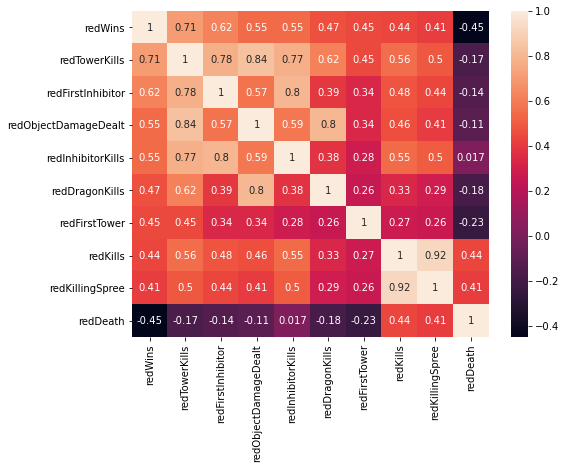 redWins 1 0.71 0.62 0.55 0.55 0.47 0.45 0.44 0.41 -0.45
redTowerKills 0.71 1 0.78 0.84 0.77 0.62 0.45 0.56 0.5 -0.17
redFirstInhibitor 0.62 0.78 1 0.57 0.8 0.39 0.34 0.48 0.44 -0.14
redObjectDamageDealt 0.55 0.84 0.57 1 0.59 0.8 0.34 0.46 0.41 -0.11
redInhibitorKills 0.55 0.77 0.8 0.59 1 0.38 0.28 0.55 0.5 0.017
redDragonKills 0.47 0.62 0.39 0.8 0.38 1 0.26 0.33 0.29 -0.18
redFirstTower 0.45 0.45 0.34 0.34 0.28 0.26 1 0.27 0.26 -0.23
redKills 0.44 0.56 0.48 0.46 0.55 0.33 0.27 1 0.92 0.44
redKillingSpree 0.41 0.5 0.44 0.41 0.5 0.29 0.26 0.92 1 0.41
redDeath -0.45 -0.17 -0.14 -0.11 0.017 -0.18 -0.23 0.44 0.41 1
redWins
redTowerKills
redFirstInhibitor
redObjectDamageDealt
redInhibitorKills
redDragonKills
redFirstTower
redKills
redKillingSpree
redDeath
1.0
0.8
0.6
0.4
0.2
0.0
−0.2
−0.4